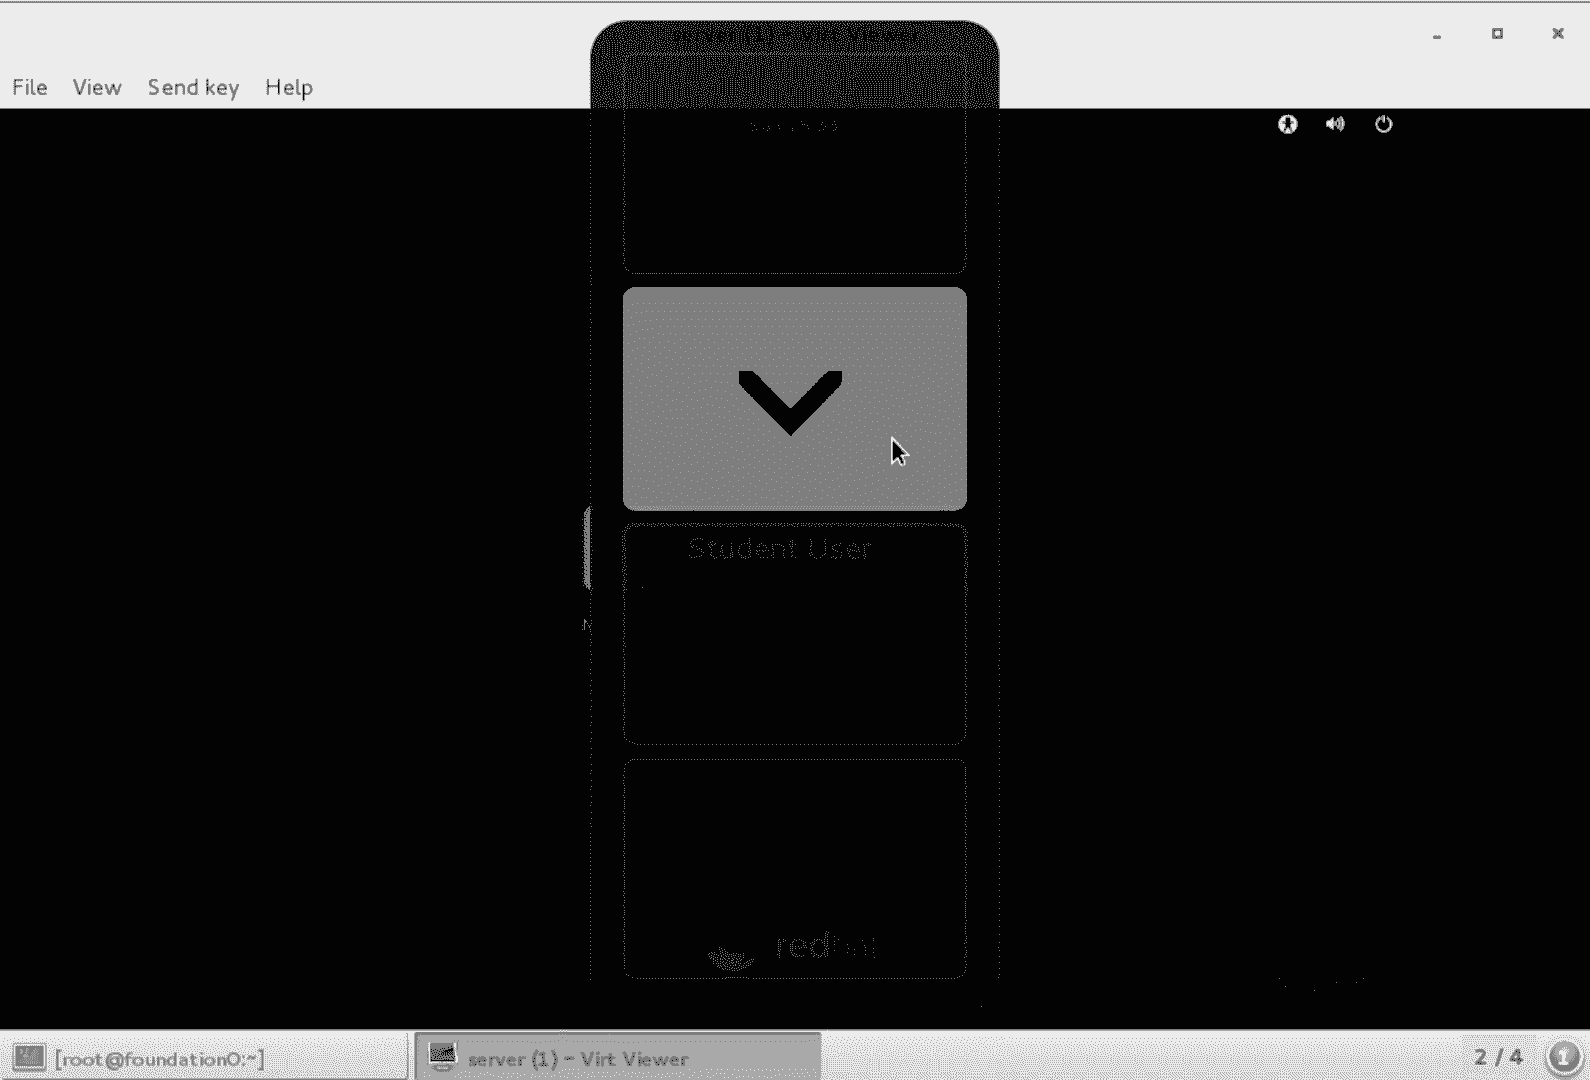 server (1) - Virt Viewer
File View Send key Help
Student User
redhat
[root@foundation0:~]
server (1) - Virt Viewer
2 / 4
1